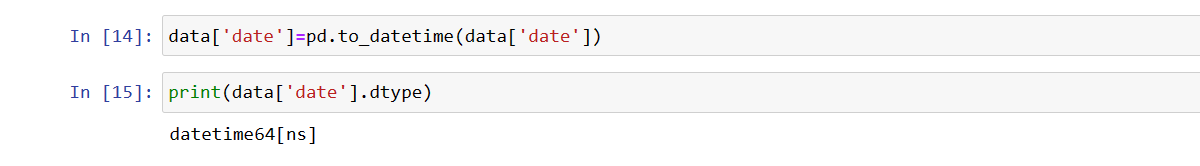 In [14]: data['date']=pd.to_datetime(data['date'])
In [15]: print(data['date'].dtype)
datetime64[ns]